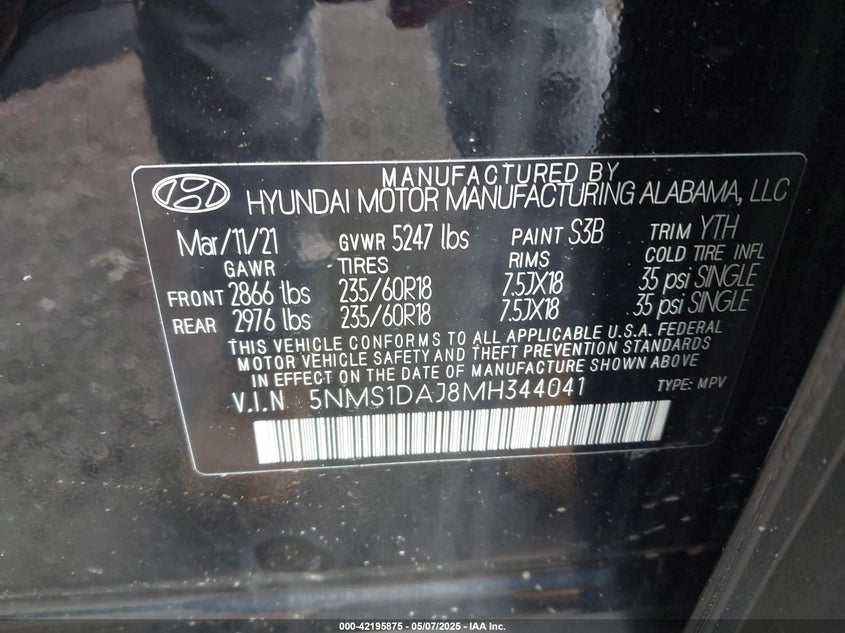 MANUFACTURED BY
HYUNDAI MOTOR MANUFACTURING ALABAMA, LLC
Mar/11/21 GVWR 5247 lbs PAINT S3B TRIM YTH
GAWR TIRES RIMS COLD TIRE INFL
FRONT 2866 lbs 235/60R18 7.5JX18 35 psi SINGLE
REAR 2976 lbs 235/60R18 7.5JX18 35 psi SINGLE
THIS VEHICLE CONFORMS TO ALL APPLICABLE U.S.A. FEDERAL
MOTOR VEHICLE SAFETY AND THEFT PREVENTION STANDARDS
IN EFFECT ON THE DATE OF MANUFACTURE SHOWN ABOVE
V.I.N 5NMS1DAJ8MH344041 TYPE: MPV
000-42195875 - 05/07/2025 - IAA Inc.